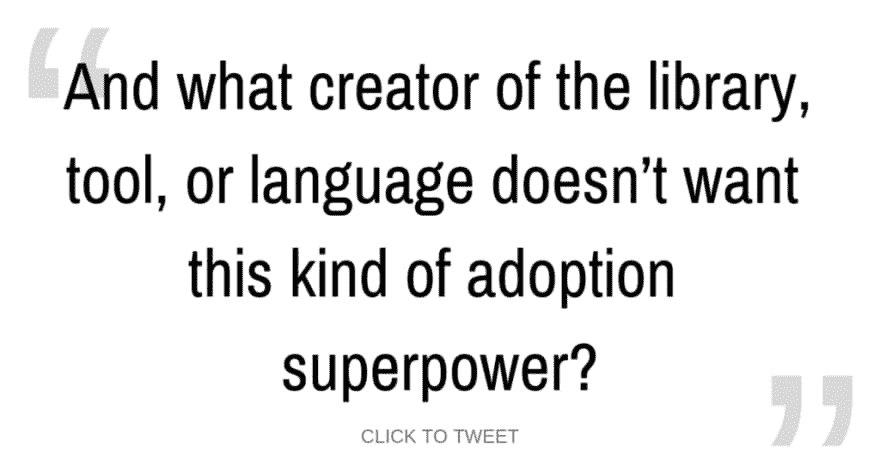 “And what creator of the library,
tool, or language doesn’t want
this kind of adoption
superpower?
”
CLICK TO TWEET